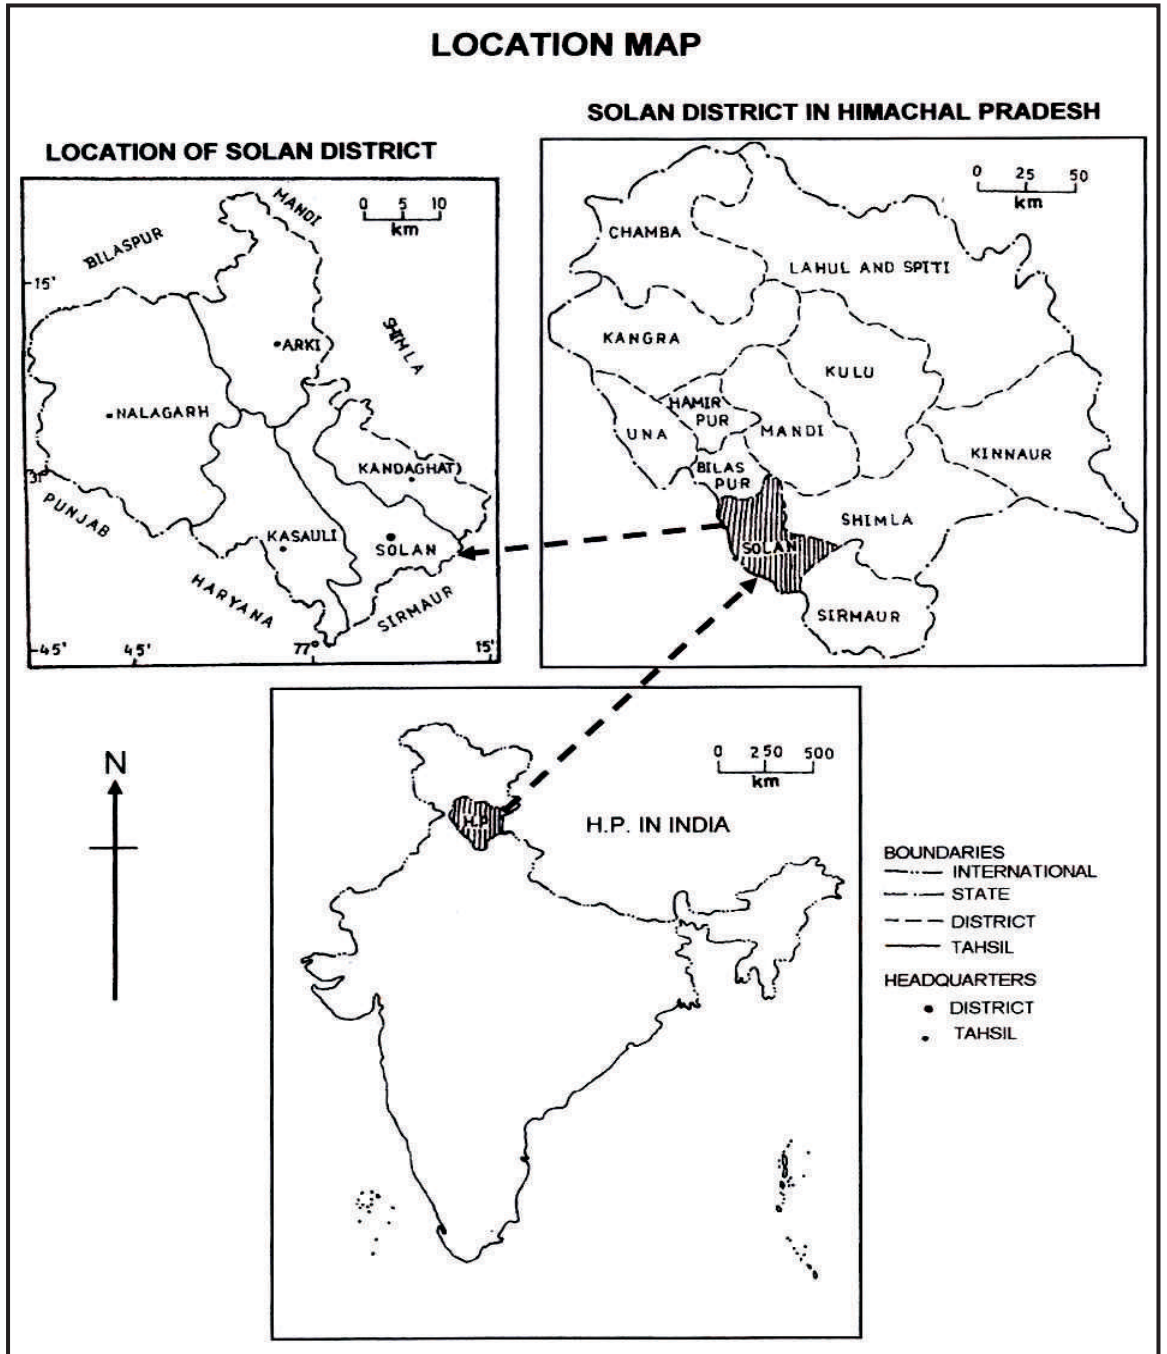 LOCATION MAP
LOCATION OF SOLAN DISTRICT
MANDI
0 5 10
km
BILASPUR
15'
SHIMLA
ARKI
NALAGARH
KANDAGHAT
31°
PUNJAB
KASAULI
SOLAN
HARYANA
SIRMAUR
45'
45'
77°
15'
SOLAN DISTRICT IN HIMACHAL PRADESH
0 25 50
km
CHAMBA
LAHUL AND SPITI
KANGRA
KULU
HAMIR
PUR
UNA
MANDI
KINNAUR
BILAS
PUR
SHIMLA
SOLAN
SIRMAUR
N
0 250 500
km
H.P.
H.P. IN INDIA
BOUNDARIES
INTERNATIONAL
STATE
DISTRICT
TAHSIL
HEADQUARTERS
DISTRICT
TAHSIL